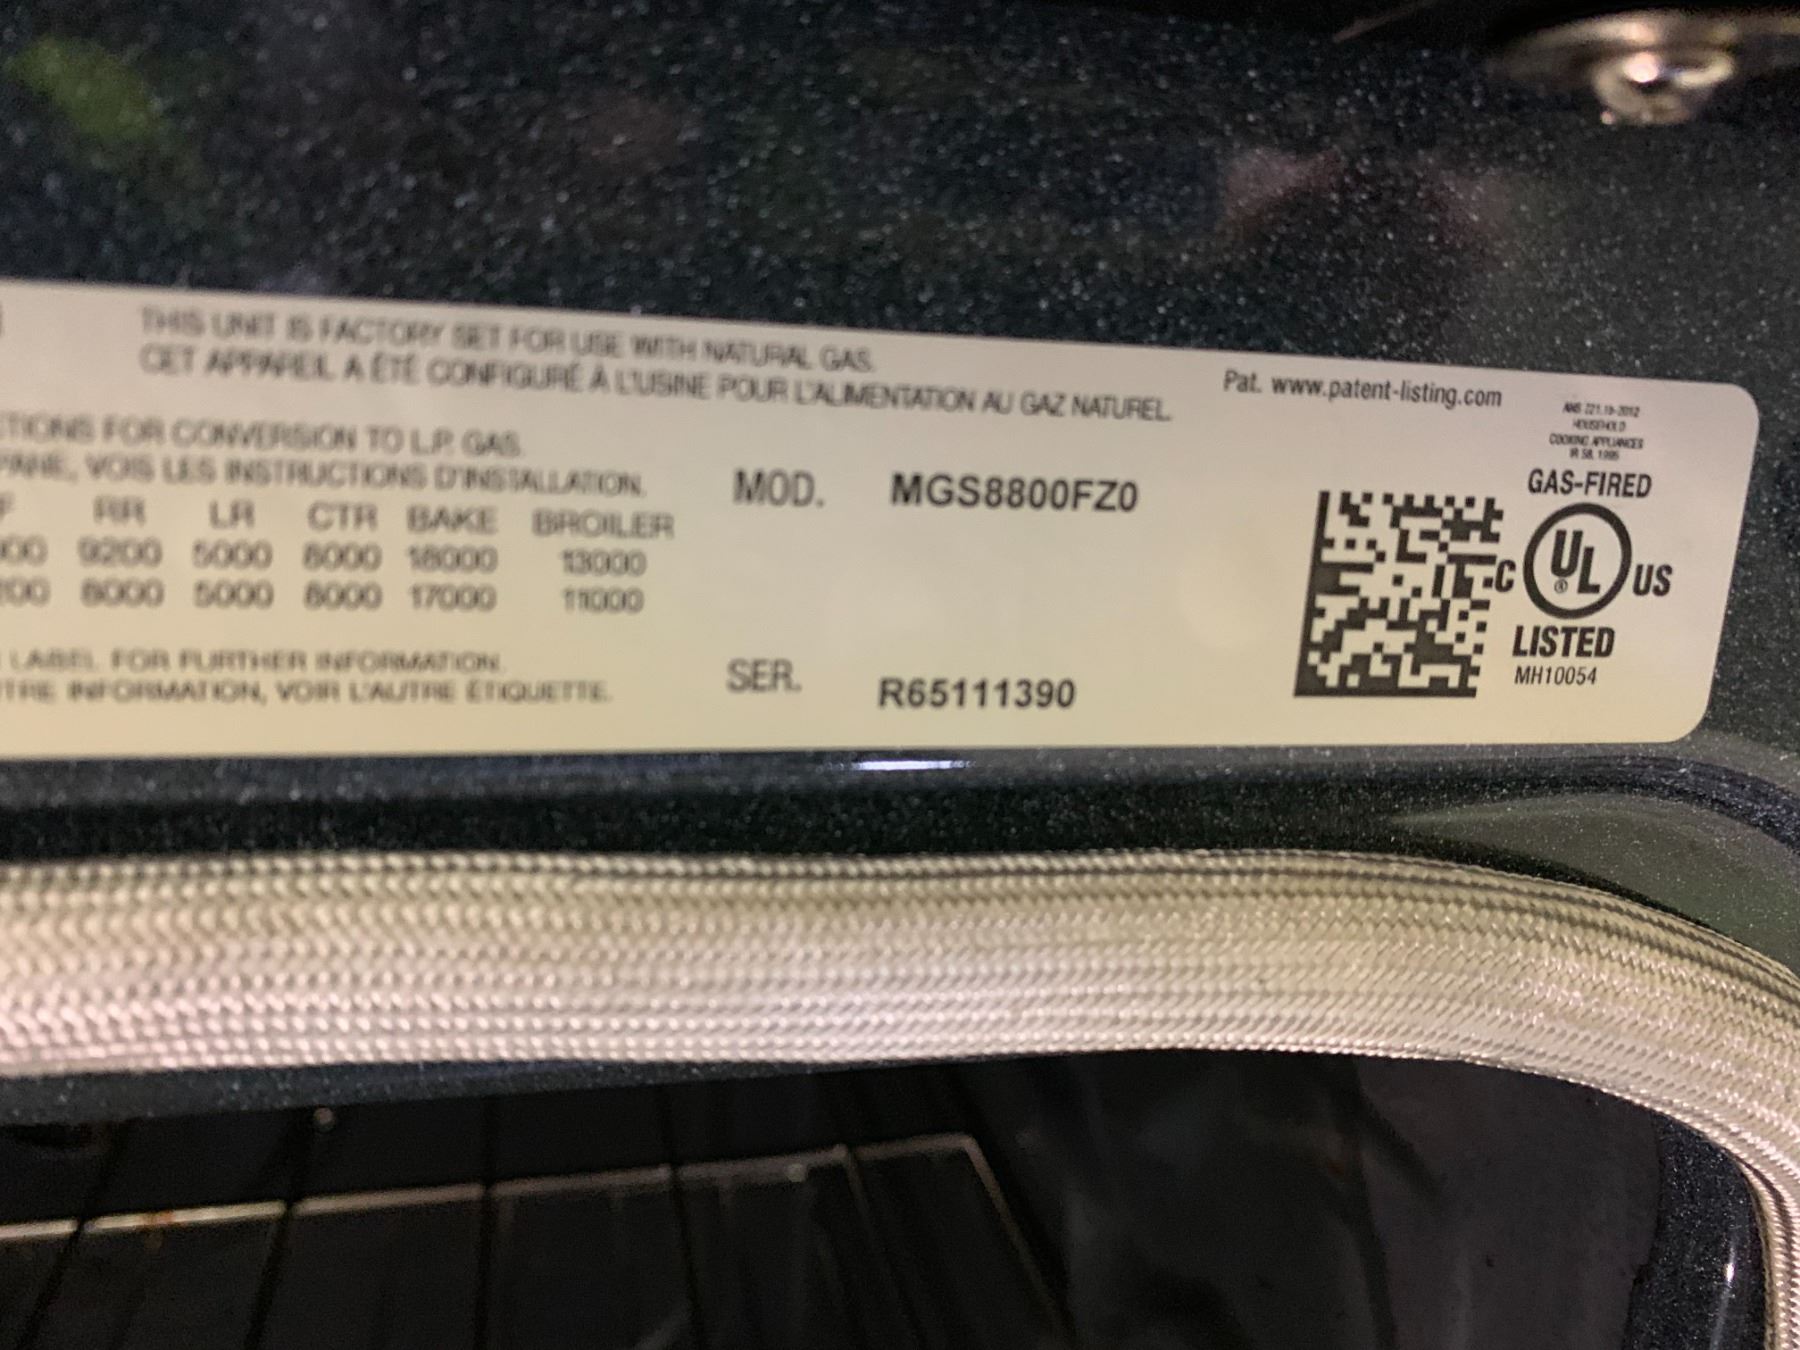 THIS UNIT IS FACTORY SET FOR USE WITH NATURAL GAS.
CET APPAREIL A ÉTÉ CONFIGURÉ À L'USINE POUR L'ALIMENTATION AU GAZ NATUREL.
Pat. www.patent-listing.com
HOUSEHOLD
COOKING APPLIANCES
GAS-FIRED
FOR CONVERSION TO L.P. GAS.
VOIS LES INSTRUCTIONS D'INSTALLATION.
MOD. MGS8800FZ0
RR LR CTR BAKE BROILER
9200 5000 8000 18000 13000
8000 5000 8000 17000 11000
C UL ® US
LISTED
MH10054
LABEL FOR FURTHER INFORMATION.
INFORMATION, VOIR L'AUTRE ÉTIQUETTE.
SER. R65111390